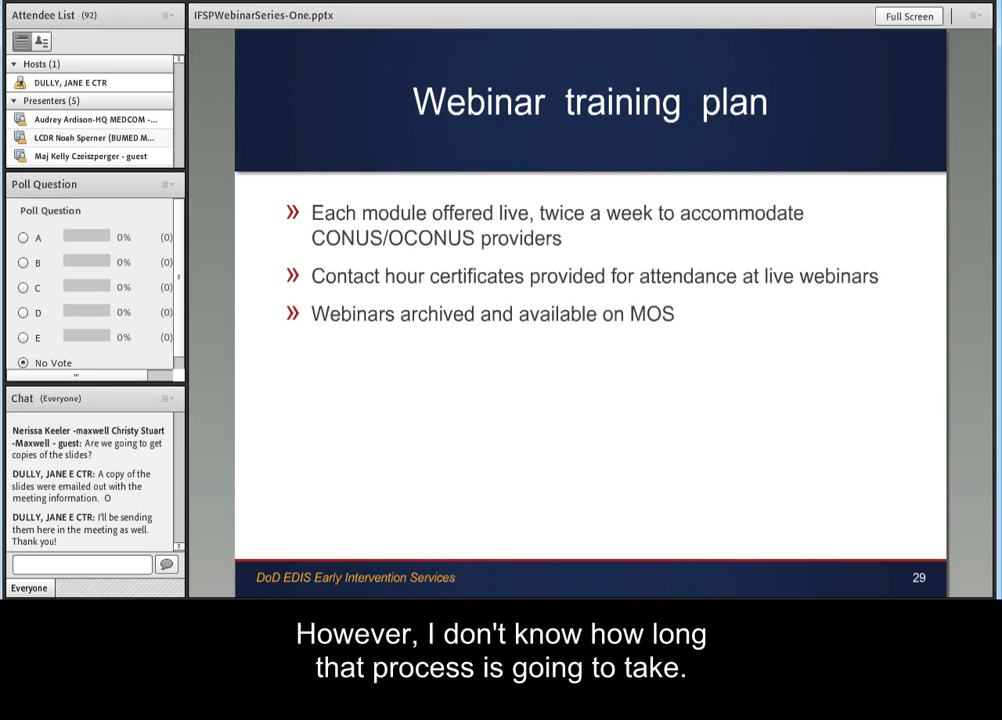 Attendee List (92)
Hosts (1)
DULLY, JANE E CTR
Presenters (5)
Audrey Ardison-HQ MEDCOM -...
LCDR Noah Sperner (BUMED M...
Maj Kelly Czeiszperger - guest
Poll Question
Poll Question
A 0% (0)
B 0% (0)
C 0% (0)
D 0% (0)
E 0% (0)
No Vote
Chat (Everyone)
Nerissa Keeler -maxwell Christy Stuart
-Maxwell - guest: Are we going to get
copies of the slides?
DULLY, JANE E CTR: A copy of the
slides were emailed out with the
meeting information. O
DULLY, JANE E CTR: I'll be sending
them here in the meeting as well.
Thank you!
Everyone
IFSPWebinarSeries-One.pptx
Full Screen
Webinar training plan
» Each module offered live, twice a week to accommodate
CONUS/OCONUS providers
» Contact hour certificates provided for attendance at live webinars
» Webinars archived and available on MOS
DoD EDIS Early Intervention Services
29
However, I don't know how long
that process is going to take.